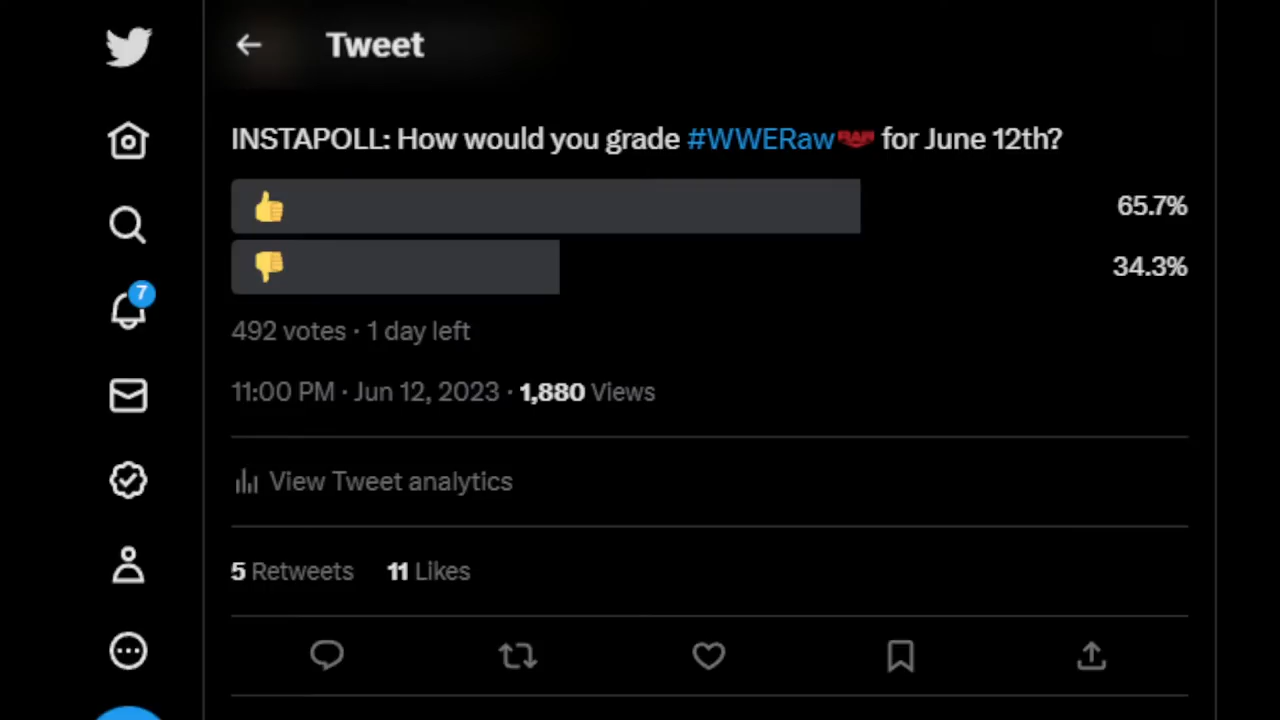 Tweet
INSTAPOLL: How would you grade #WWERaw for June 12th?
👍 65.7%
👎 34.3%
7
492 votes · 1 day left
11:00 PM · Jun 12, 2023 · 1,880 Views
View Tweet analytics
5 Retweets 11 Likes